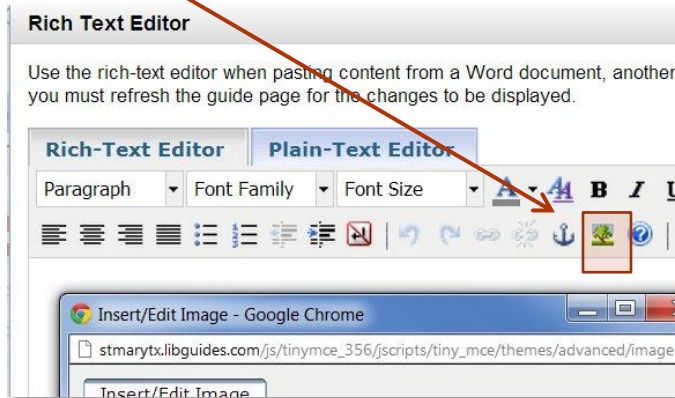 Rich Text Editor
Use the rich-text editor when pasting content from a Word document, another
you must refresh the guide page for the changes to be displayed.
Rich-Text Editor Plain-Text Editor
Paragraph Font Family Font Size A A B I U
Insert/Edit Image - Google Chrome
stmarytx.libguides.com/js/tinymce_356/jscripts/tiny_mce/themes/advanced/image
Insert/Edit Image